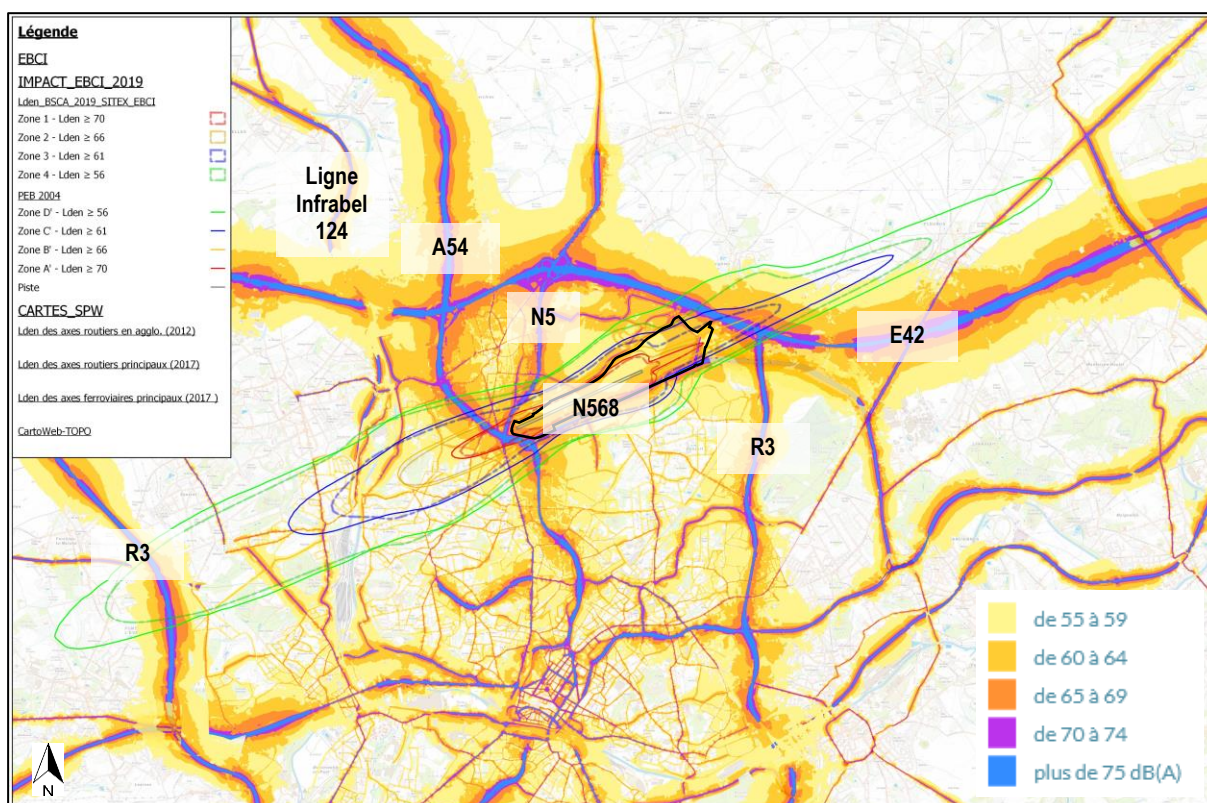 Légende
EBCI
IMPACT_EBCI_2019
Lden_BSCA_2019_SITEX_EBCI
Zone 1 - Lden ≥ 70
Zone 2 - Lden ≥ 66
Zone 3 - Lden ≥ 61
Zone 4 - Lden ≥ 56
PEB 2004
Zone D' - Lden ≥ 56
Zone C' - Lden ≥ 61
Zone B' - Lden ≥ 66
Zone A' - Lden ≥ 70
Piste
CARTES_SPW
Lden des axes routiers en agglo. (2012)
Lden des axes routiers principaux (2017)
Lden des axes ferroviaires principaux (2017 )
CartoWeb-TOPO
Ligne
Infrabel
124
A54
N5
E42
N568
R3
R3
de 55 à 59
de 60 à 64
de 65 à 69
de 70 à 74
plus de 75 dB(A)
N